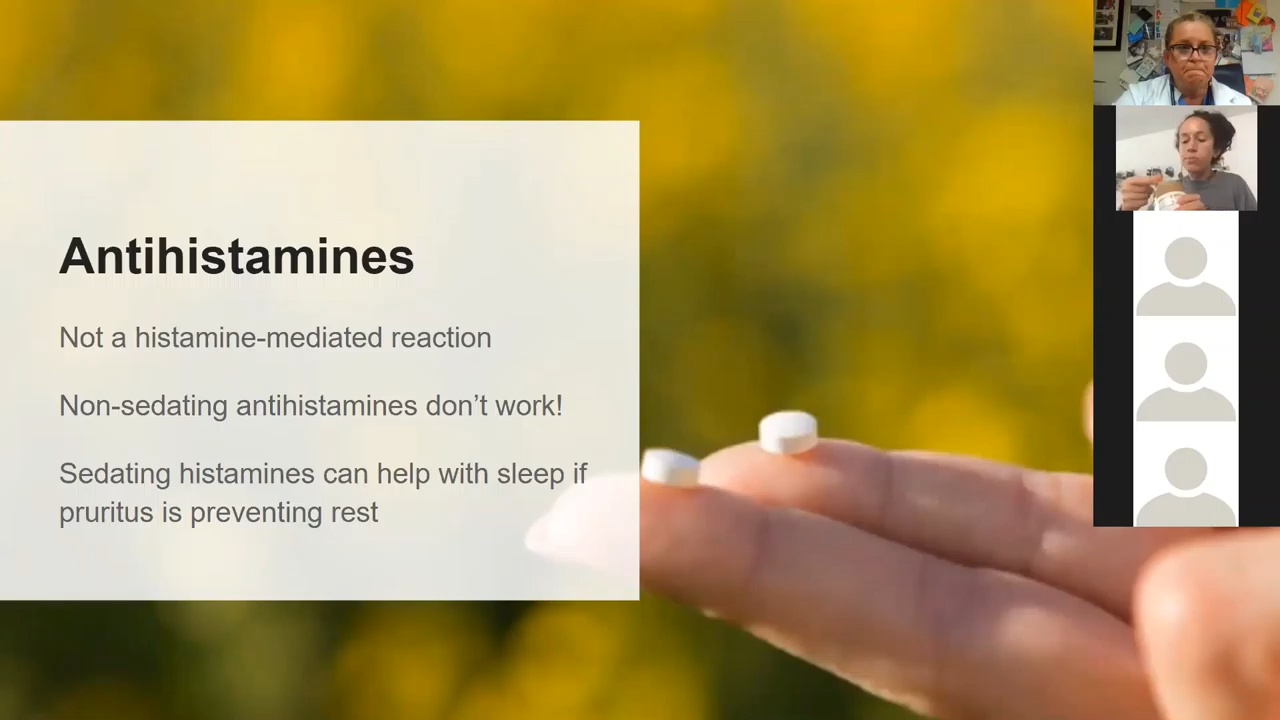 Antihistamines
Not a histamine-mediated reaction
Non-sedating antihistamines don’t work!
Sedating histamines can help with sleep if
pruritus is preventing rest